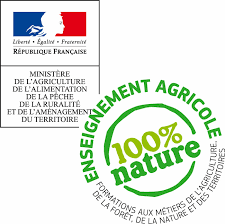 Liberté • Égalité • Fraternité
RÉPUBLIQUE FRANÇAISE
MINISTÈRE
DE L'AGRICULTURE
DE L'ALIMENTATION
DE LA PÊCHE
DE LA RURALITÉ
ET DE L'AMÉNAGEMENT
DU TERRITOIRE
ENSEIGNEMENT AGRICOLE
100%
nature
FORMATIONS AUX MÉTIERS DE L'AGRICULTURE,
DE LA FORÊT, DE LA NATURE ET DES TERRITOIRES